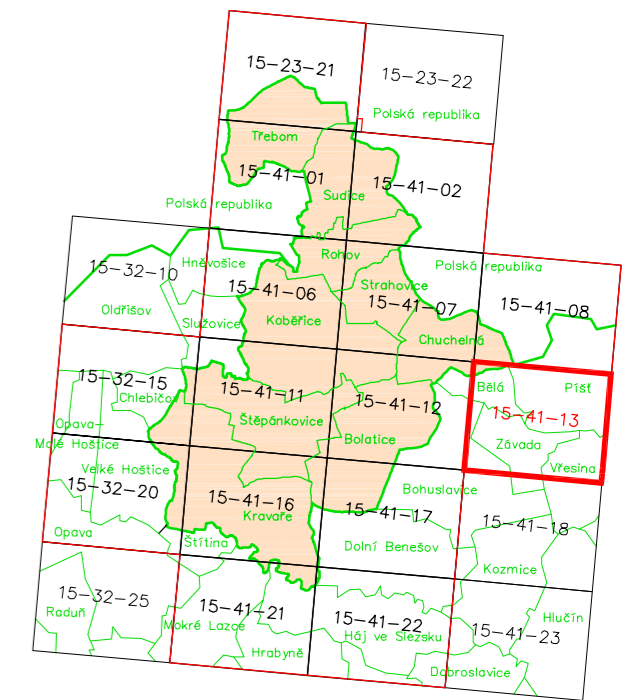 15-23-21
15-23-22
Polská republika
Třebom
15-41-01
15-41-02
Sudice
Polská republika
Rohov
Polská republika
Hněvošice
15-32-10
15-41-06
Strahovice
15-41-07
15-41-08
Oldřišov
Služovice
Kobeřice
Chuchelná
15-32-15
Chlebičov
15-41-11
15-41-12
Bělá
Píšť
15-41-13
Opava-
Malé Hoštice
Štěpánkovice
Bolatice
Závada
Velké Hoštice
Vřesina
15-32-20
15-41-16
Kravaře
Bohuslavice
15-41-17
15-41-18
Opava
Štítina
Dolní Benešov
Kozmice
15-32-25
Raduň
15-41-21
Mokré Lazce
15-41-22
Háj ve Slezsku
15-41-23
Hlučín
Hrabyně
Dobroslavice